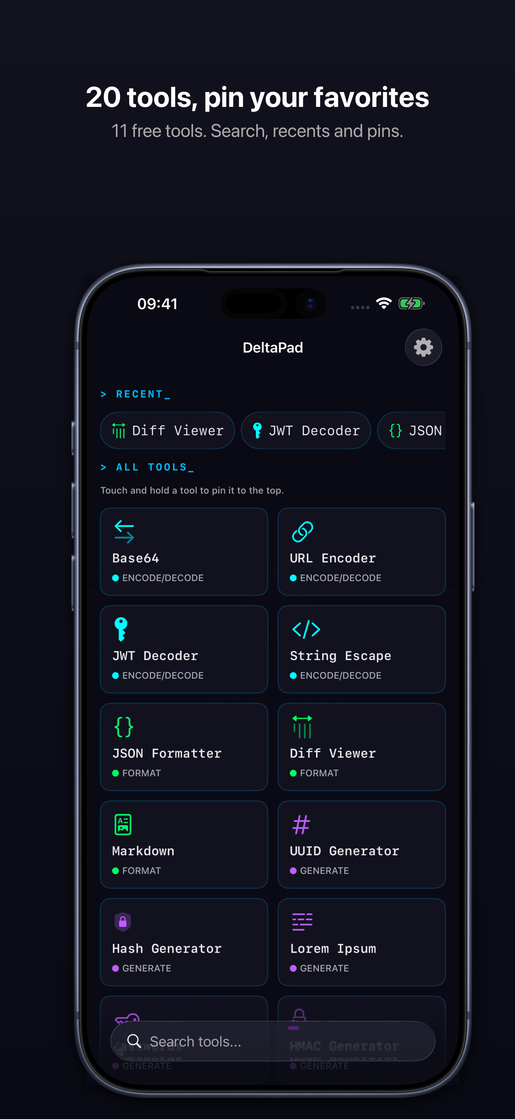 20 tools, pin your favorites
11 free tools. Search, recents and pins.
09:41
DeltaPad
> RECENT_
Diff Viewer
JWT Decoder
{} JSON
> ALL TOOLS_
Touch and hold a tool to pin it to the top.
Base64
URL Encoder
ENCODE/DECODE
ENCODE/DECODE
</>
JWT Decoder
String Escape
ENCODE/DECODE
ENCODE/DECODE
{}
JSON Formatter
Diff Viewer
FORMAT
FORMAT
#
Markdown
UUID Generator
FORMAT
GENERATE
Hash Generator
Lorem Ipsum
GENERATE
GENERATE
Search tools...
HMAC Generator
GENERATE
GENERATE